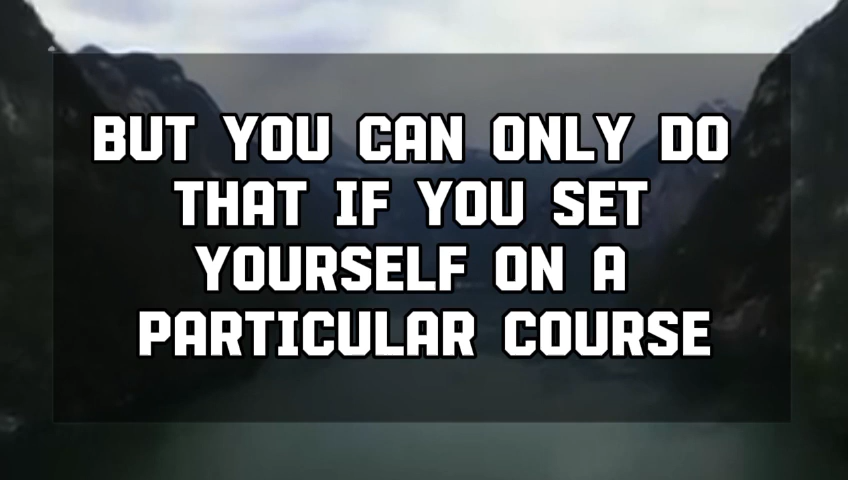 BUT YOU CAN ONLY DO
THAT IF YOU SET
YOURSELF ON A
PARTICULAR COURSE